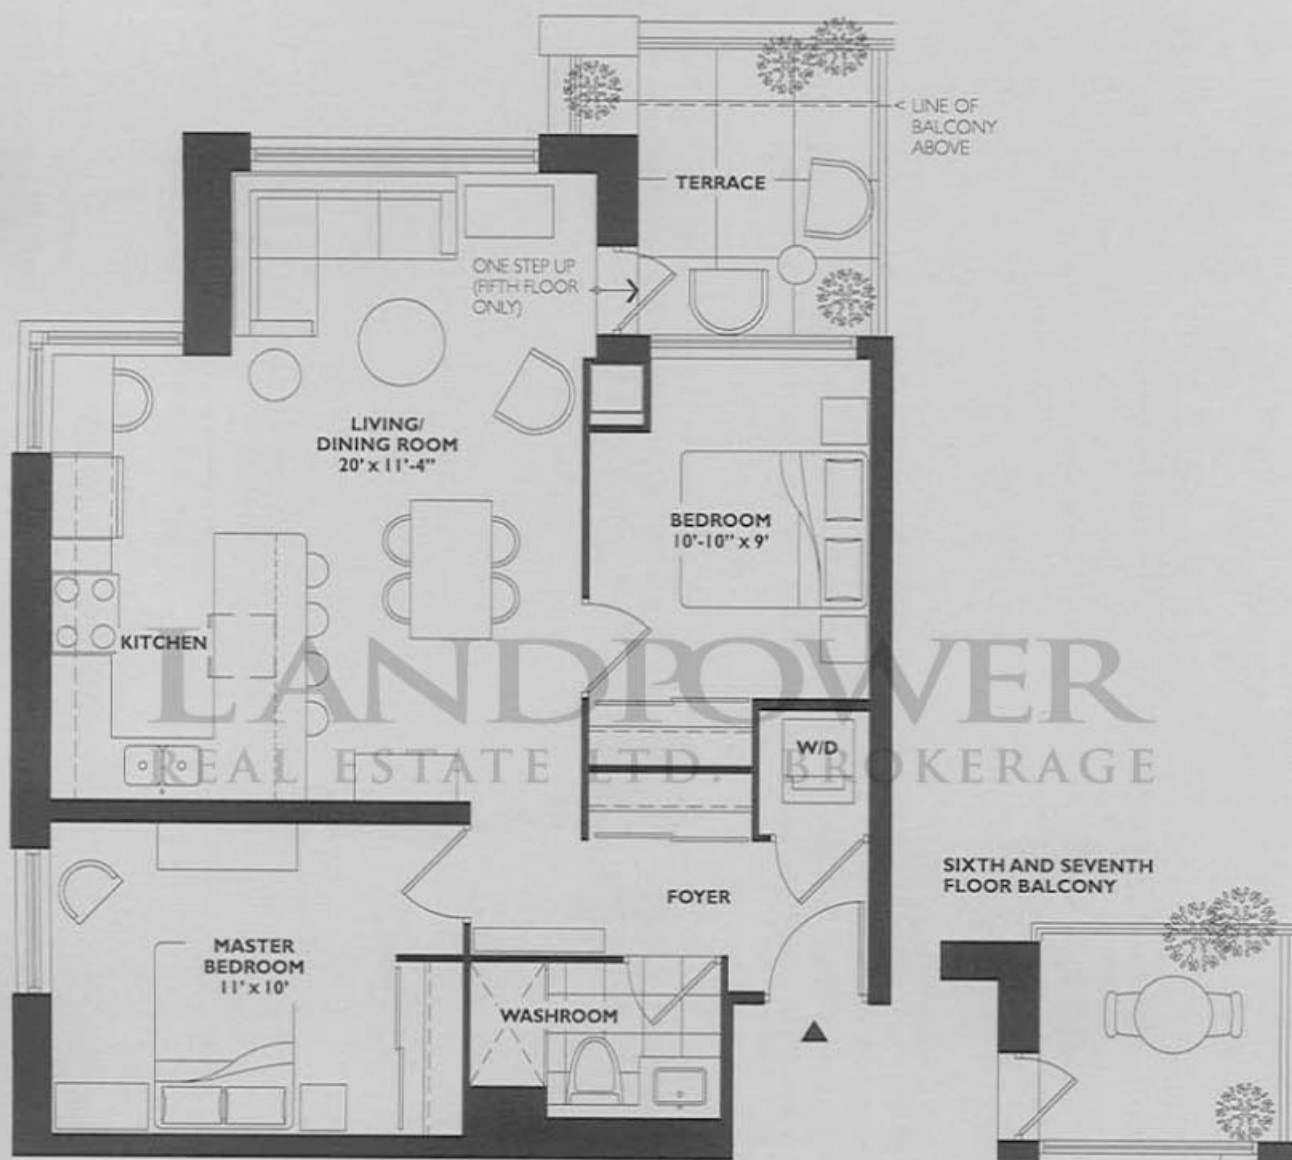 LINE OF
BALCONY
ABOVE
TERRACE
ONE STEP UP
(FIFTH FLOOR
ONLY)
LIVING/
DINING ROOM
20' x 11'-4"
BEDROOM
10'-10" x 9'
KITCHEN
LANDPOWER
REAL ESTATE LTD. BROKERAGE
W/D
SIXTH AND SEVENTH
FLOOR BALCONY
FOYER
MASTER
BEDROOM
11' x 10'
WASHROOM